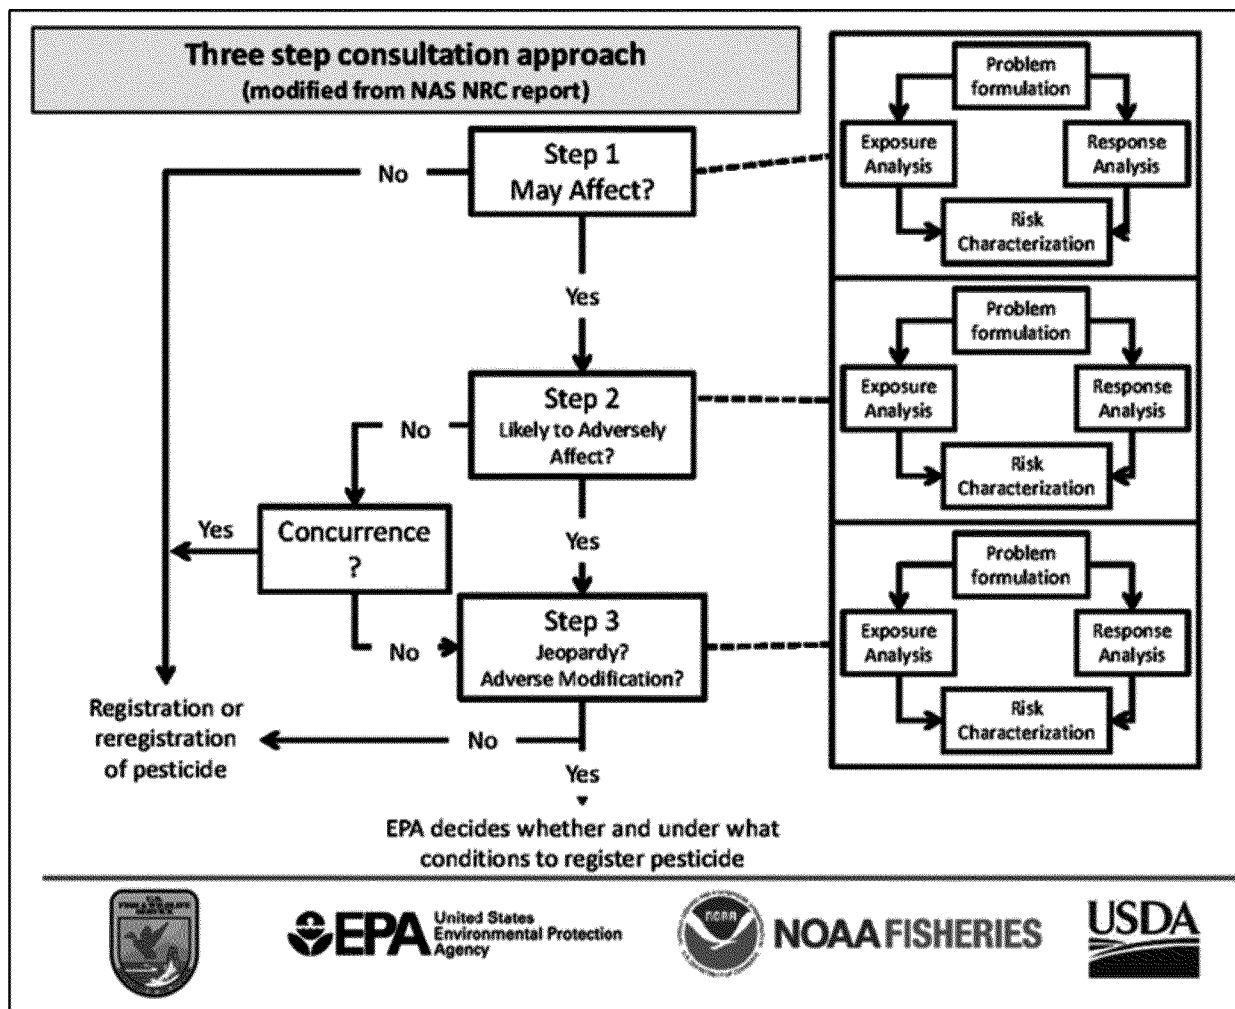 Three step consultation approach
(modified from NAS NRC report)
Step 1
May Affect?
No
Yes
Step 2
Likely to Adversely
Affect?
No
Concurrence
?
Yes
Yes
No
Step 3
Jeopardy?
Adverse Modification?
Registration or
reregistration
of pesticide
No
Yes
EPA decides whether and under what
conditions to register pesticide
Problem
formulation
Exposure
Analysis
Response
Analysis
Risk
Characterization
Problem
formulation
Exposure
Analysis
Response
Analysis
Risk
Characterization
Problem
formulation
Exposure
Analysis
Response
Analysis
Risk
Characterization
U.S.
FISH & WILDLIFE
SERVICE
EPA
United States
Environmental Protection
Agency
NOAA
NOAA FISHERIES
USDA